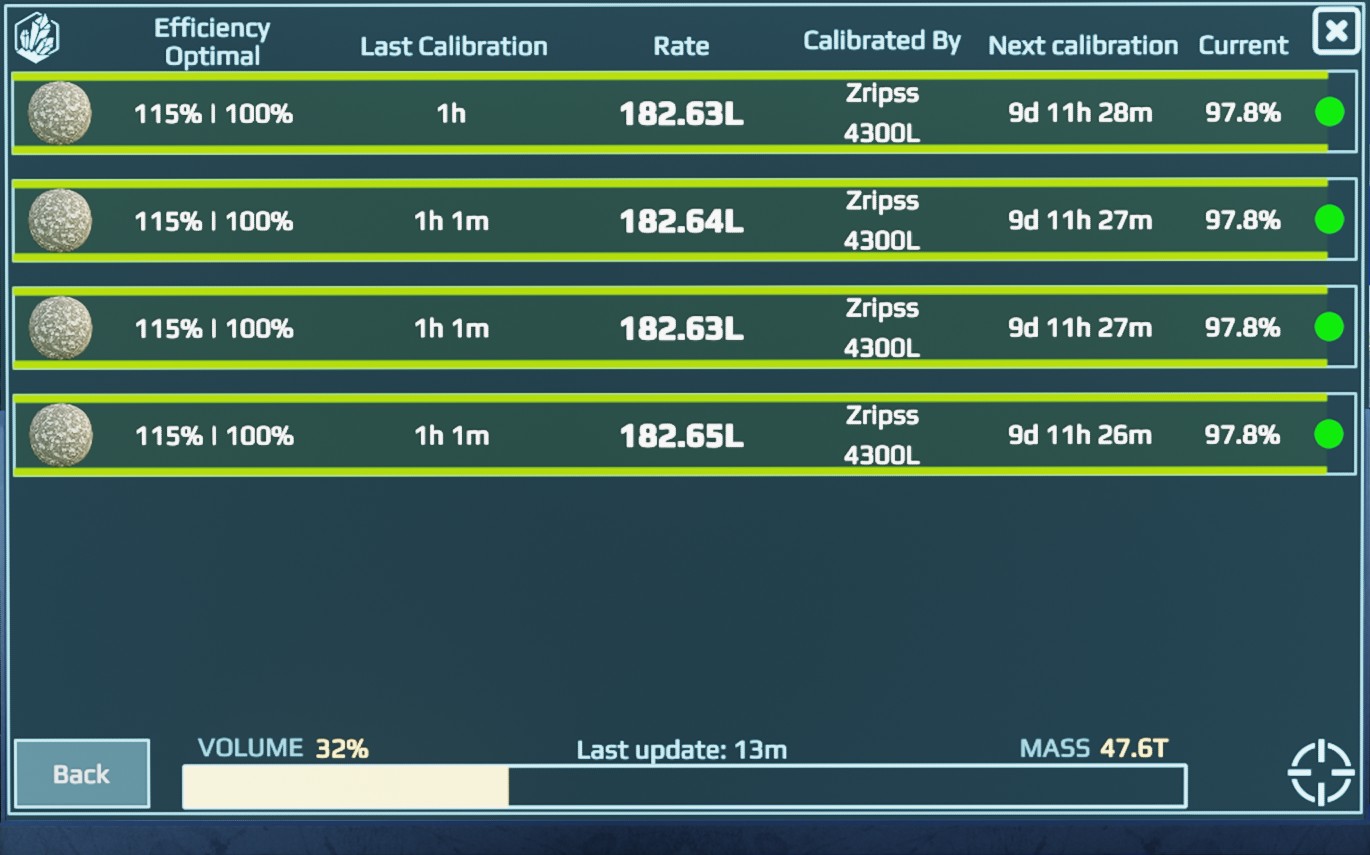 Efficiency
Optimal
Last Calibration
Rate
Calibrated By
Next calibration
Current
115% | 100%
1h
182.63L
Zripss
4300L
9d 11h 28m
97.8%
115% | 100%
1h 1m
182.64L
Zripss
4300L
9d 11h 27m
97.8%
115% | 100%
1h 1m
182.63L
Zripss
4300L
9d 11h 27m
97.8%
115% | 100%
1h 1m
182.65L
Zripss
4300L
9d 11h 26m
97.8%
Back
VOLUME 32%
Last update: 13m
MASS 47.6T